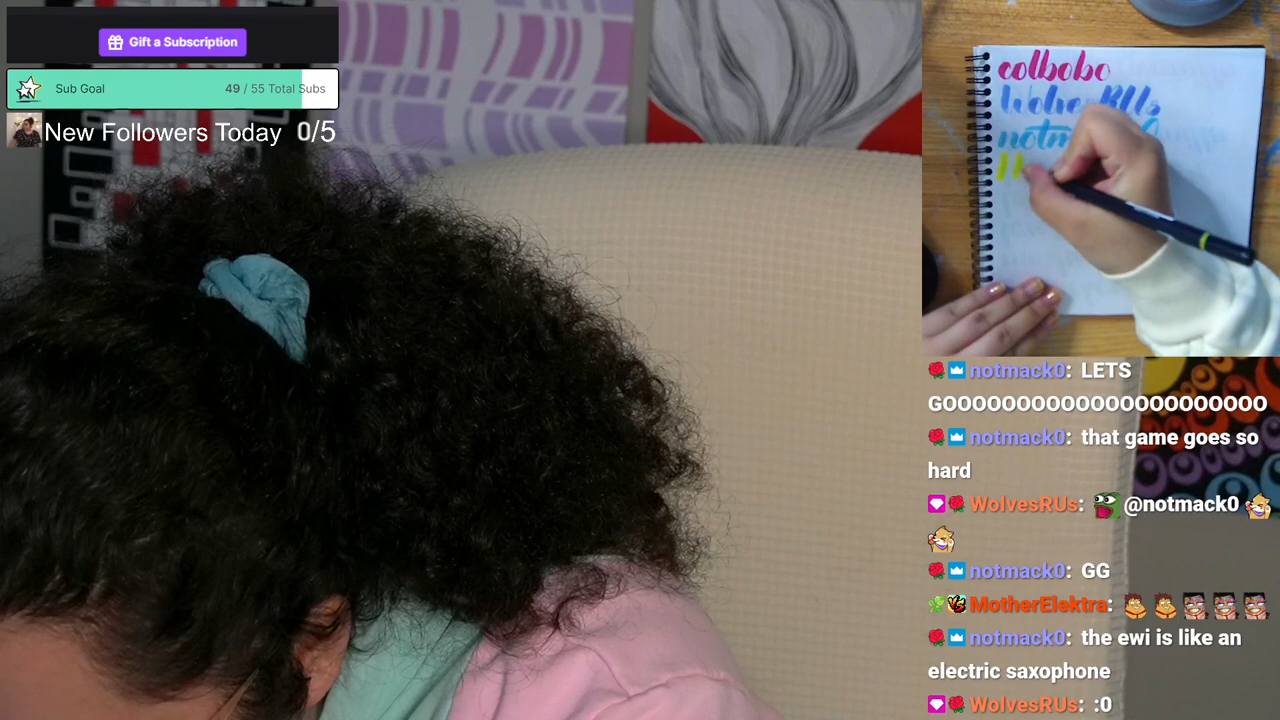 Gift a Subscription
Sub Goal 49 / 55 Total Subs
New Followers Today 0/5
colbobo
notmack0: LETS
GOOOOOOOOOOOOOOOOOOOOOO
notmack0: that game goes so
hard
WolvesRUs: @notmack0
notmack0: GG
MotherElektra:
notmack0: the ewi is like an
electric saxophone
WolvesRUs: :0